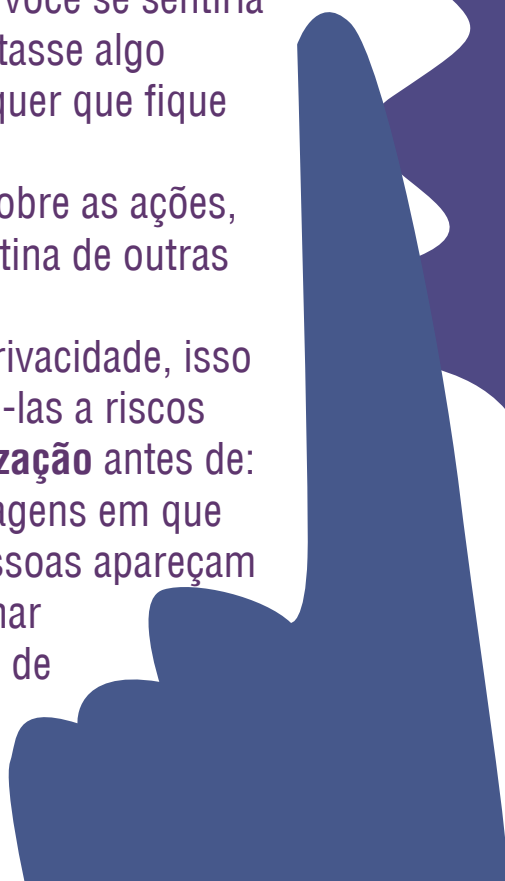 você se sentiria
tasse algo
quer que fique
obre as ações,
tina de outras
rivacidade, isso
-las a riscos
zação antes de:
agens em que
ssoas apareçam
nar
de